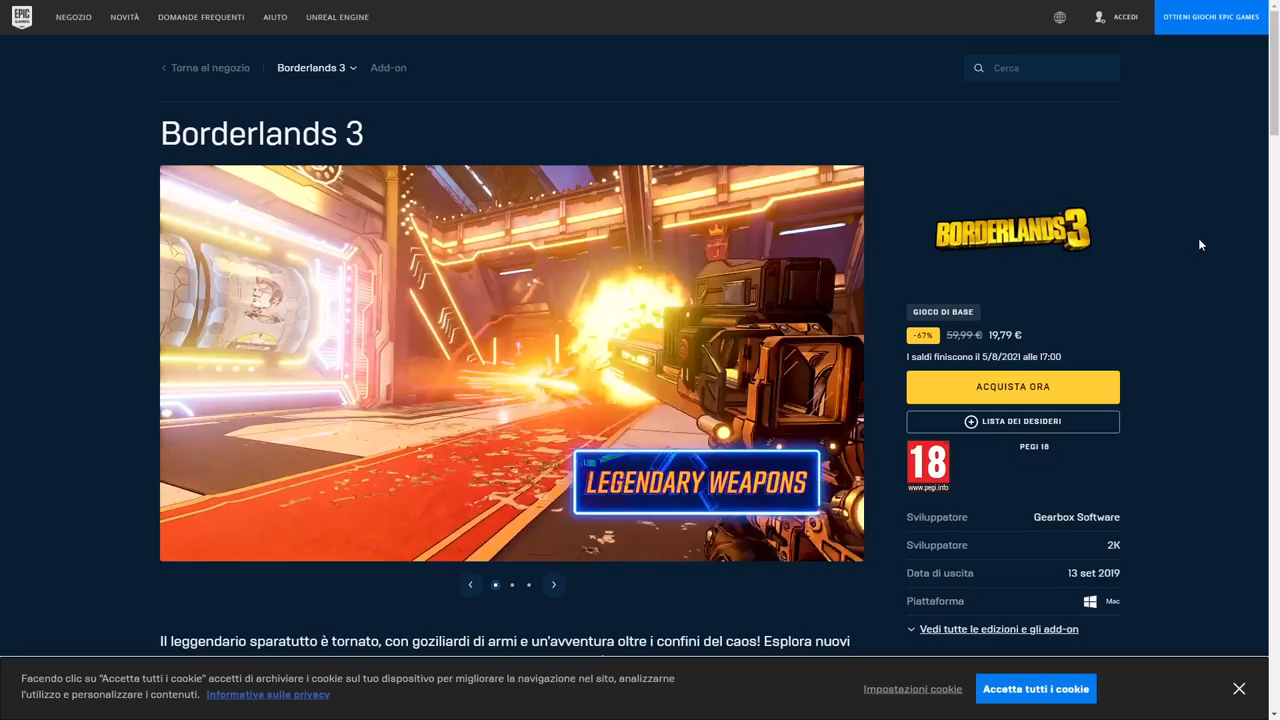 EPIC GAMES
NEGOZIO
NOVITÀ
DOMANDE FREQUENTI
AIUTO
UNREAL ENGINE
ACCEDI
OTTIENI GIOCHI EPIC GAMES
Torna al negozio
Borderlands 3
Add-on
Cerca
Borderlands 3
LEGENDARY WEAPONS
BORDERLANDS 3
GIOCO DI BASE
-67% 59,99 € 19,79 €
I saldi finiscono il 5/8/2021 alle 17:00
ACQUISTA ORA
LISTA DEI DESIDERI
18
www.pegi.info
PEGI 18
Sviluppatore Gearbox Software
Sviluppatore 2K
Data di uscita 13 set 2019
Piattaforma Mac
Vedi tutte le edizioni e gli add-on
Il leggendario sparatutto è tornato, con goziliardi di armi e un'avventura oltre i confini del caos! Esplora nuovi
Facendo clic su "Accetta tutti i cookie" accetti di archiviare i cookie sul tuo dispositivo per migliorare la navigazione nel sito, analizzarne
l'utilizzo e personalizzare i contenuti. Informativa sulla privacy
Impostazioni cookie
Accetta tutti i cookie